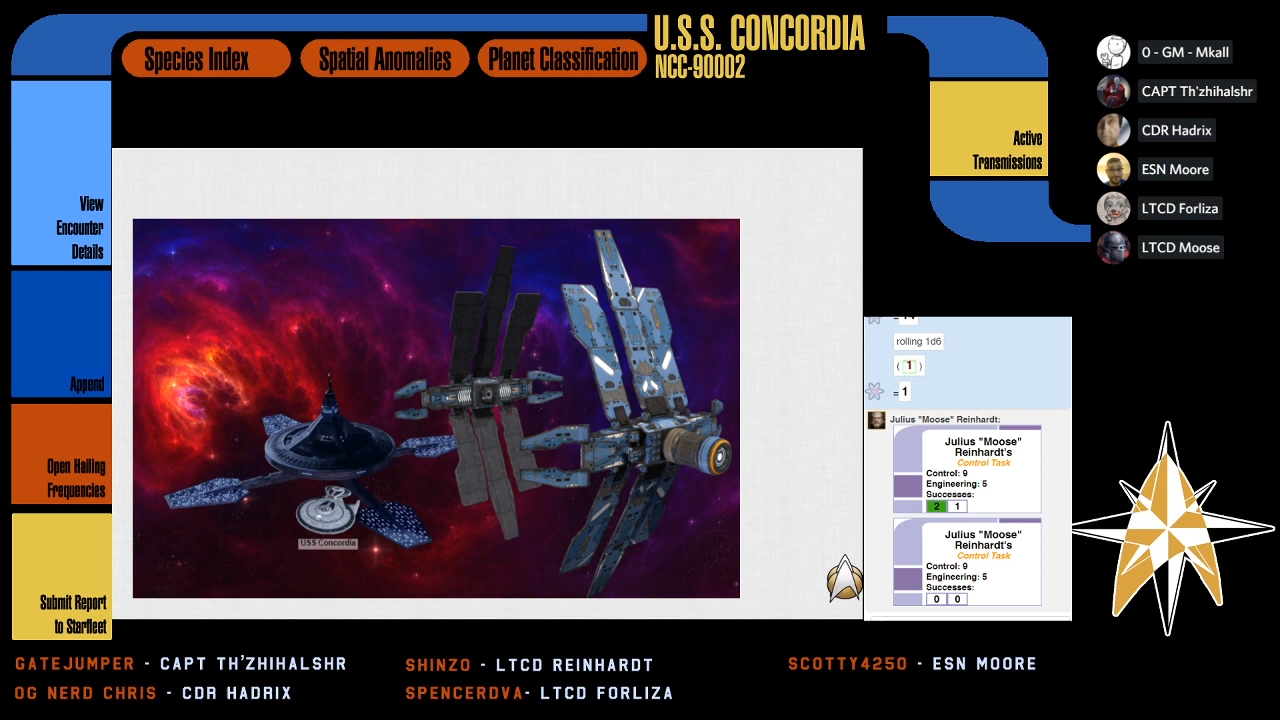 U.S.S. CONCORDIA
NCC-90002
Species Index
Spatial Anomalies
Planet Classification
View
Encounter
Details
Append
Open Hailing
Frequencies
Submit Report
to Starfleet
Active
Transmissions
0 - GM - Mkall
CAPT Th'zhihalshr
CDR Hadrix
ESN Moore
LTCD Forliza
LTCD Moose
USS Concordia
rolling 1d6
( 1 )
= 1
Julius "Moose" Reinhardt:
Julius "Moose"
Reinhardt's
Control Task
Control: 9
Engineering: 5
Successes:
2 1
Julius "Moose"
Reinhardt's
Control Task
Control: 9
Engineering: 5
Successes:
0 0
GATEJUMPER - CAPT TH'ZHIHALSHR
SHINZO - LTCD REINHARDT
SCOTTY4250 - ESN MOORE
OG NERD CHRIS - CDR HADRIX
SPENCERDVA- LTCD FORLIZA